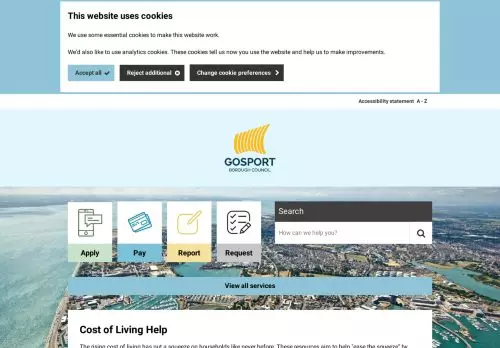 This website uses cookies
We use some essential cookies to make this website work.
We'd also like to use analytics cookies. These cookies tell us now you use the website and help us to make improvements.
Accept all
Reject additional
Change cookie preferences
Accessibility statement A - Z
GOSPORT
BOROUGH COUNCIL
Search
How can we help you?
Apply
Pay
Report
Request
View all services
Cost of Living Help
The rising cost of living has put a squeeze on households like never before. These resources aim to help "ease the squeeze" by